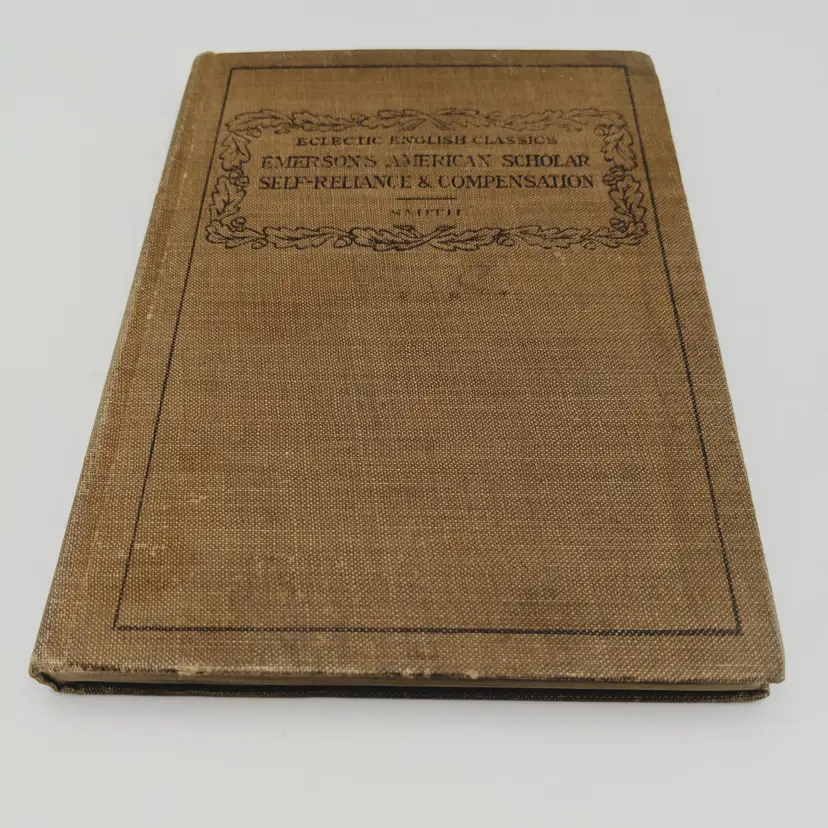 ECLECTIC ENGLISH CLASSICS
EMERSON'S AMERICAN SCHOLAR
SELF-RELIANCE & COMPENSATION
SMITH